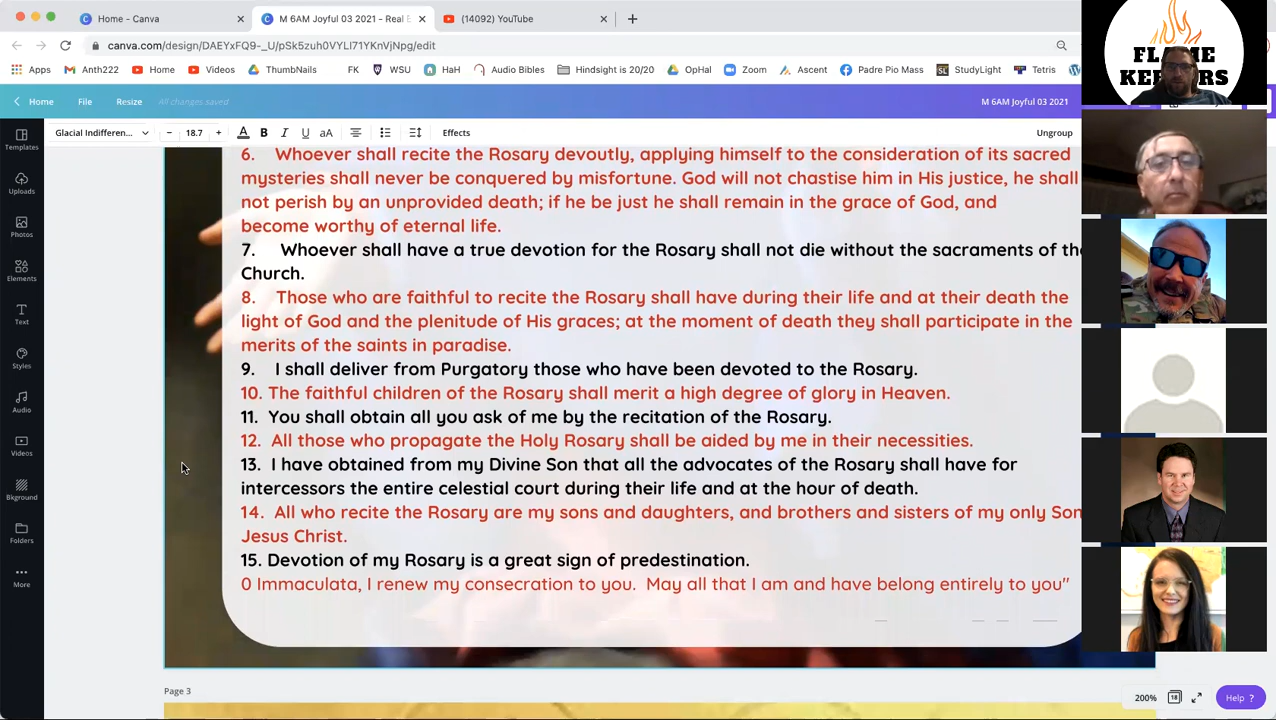 Home - Canva
M 6AM Joyful 03 2021 - Real E
(14092) YouTube
canva.com/design/DAEYxFQ9-_U/pSk5zuh0VYLl71YKnVjNpg/edit
Apps Anth222 Home Videos ThumbNails FK WSU HaH Audio Bibles Hindsight is 20/20 OpHal Zoom Ascent Padre Pio Mass StudyLight Tetris
FLAME
KEEPERS
Home File Resize All changes saved M 6AM Joyful 03 2021
Glacial Indifferen... 18.7 A B I U aA Effects Ungroup
Templates
Uploads
Photos
Elements
Text
Styles
Audio
Videos
Bkground
Folders
More
6. Whoever shall recite the Rosary devoutly, applying himself to the consideration of its sacred
mysteries shall never be conquered by misfortune. God will not chastise him in His justice, he shall
not perish by an unprovided death; if he be just he shall remain in the grace of God, and
become worthy of eternal life.
7. Whoever shall have a true devotion for the Rosary shall not die without the sacraments of the
Church.
8. Those who are faithful to recite the Rosary shall have during their life and at their death the
light of God and the plenitude of His graces; at the moment of death they shall participate in the
merits of the saints in paradise.
9. I shall deliver from Purgatory those who have been devoted to the Rosary.
10. The faithful children of the Rosary shall merit a high degree of glory in Heaven.
11. You shall obtain all you ask of me by the recitation of the Rosary.
12. All those who propagate the Holy Rosary shall be aided by me in their necessities.
13. I have obtained from my Divine Son that all the advocates of the Rosary shall have for
intercessors the entire celestial court during their life and at the hour of death.
14. All who recite the Rosary are my sons and daughters, and brothers and sisters of my only Son
Jesus Christ.
15. Devotion of my Rosary is a great sign of predestination.
0 Immaculata, I renew my consecration to you. May all that I am and have belong entirely to you"
Page 3
200% 18 Help ?